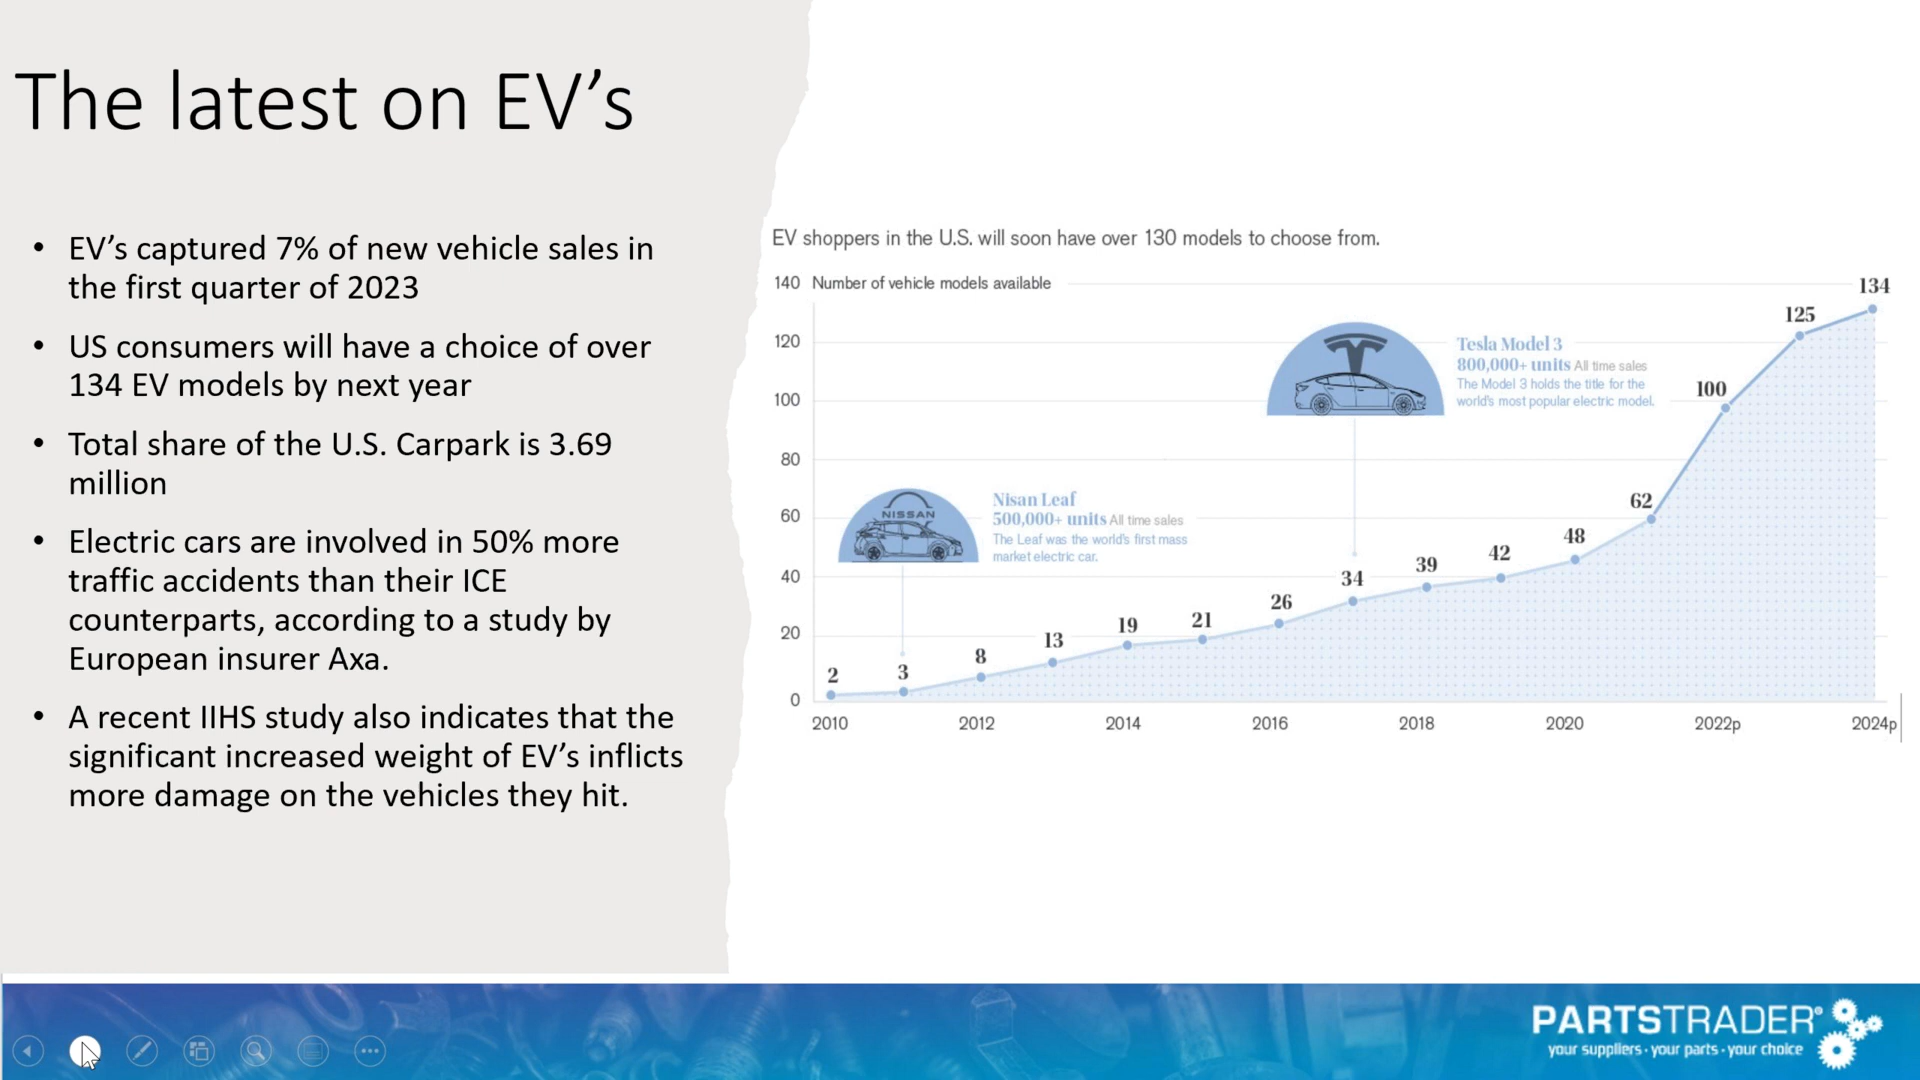 The latest on EV’s
• EV’s captured 7% of new vehicle sales in
the first quarter of 2023
• US consumers will have a choice of over
134 EV models by next year
• Total share of the U.S. Carpark is 3.69
million
• Electric cars are involved in 50% more
traffic accidents than their ICE
counterparts, according to a study by
European insurer Axa.
• A recent IIHS study also indicates that the
significant increased weight of EV’s inflicts
more damage on the vehicles they hit.
EV shoppers in the U.S. will soon have over 130 models to choose from.
140 Number of vehicle models available
120
100
80
60
40
20
0
NISSAN
Nisan Leaf
500,000+ units All time sales
The Leaf was the world's first mass
market electric car.
Tesla Model 3
800,000+ units All time sales
The Model 3 holds the title for the
world's most popular electric model.
2
3
8
13
19
21
26
34
39
42
48
62
100
125
134
2010
2012
2014
2016
2018
2020
2022p
2024p
PARTSTRADER®
your suppliers · your parts · your choice